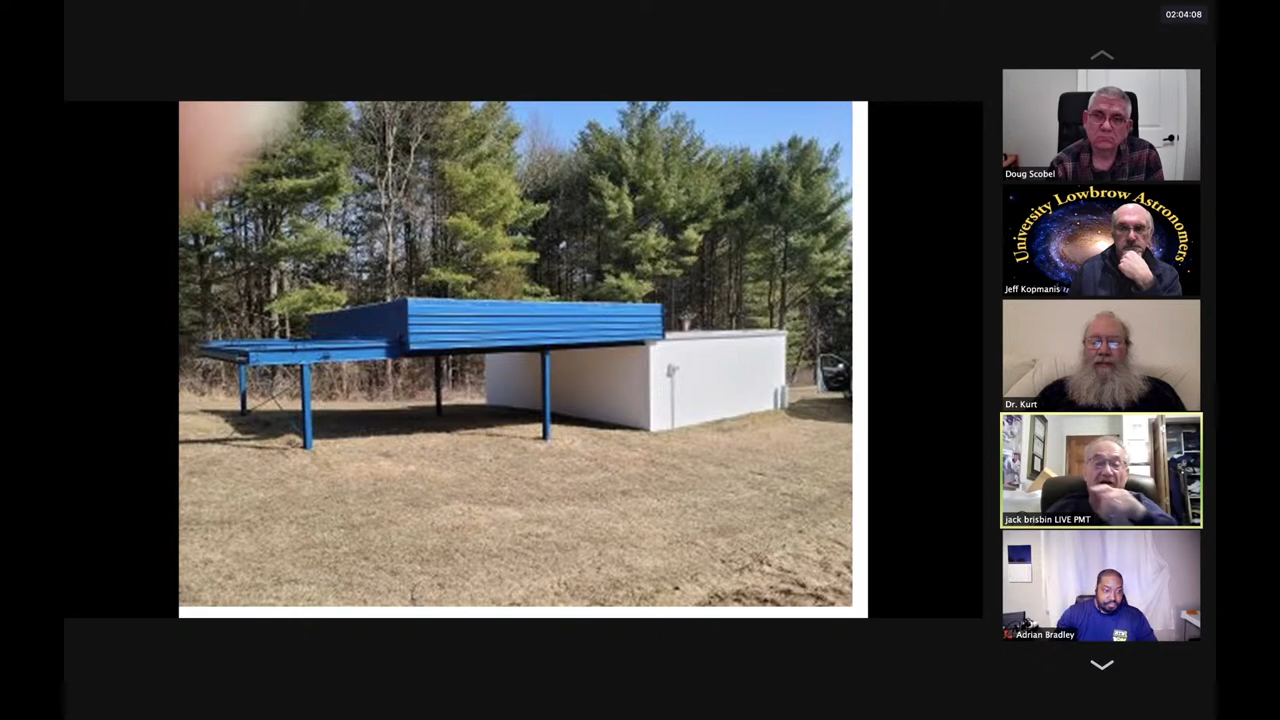 02:04:08
Doug Scobel
University Lowbrow Astronomers
Jeff Kopmanis
Dr. Kurt
jack brisbin LIVE PMT
Adrian Bradley